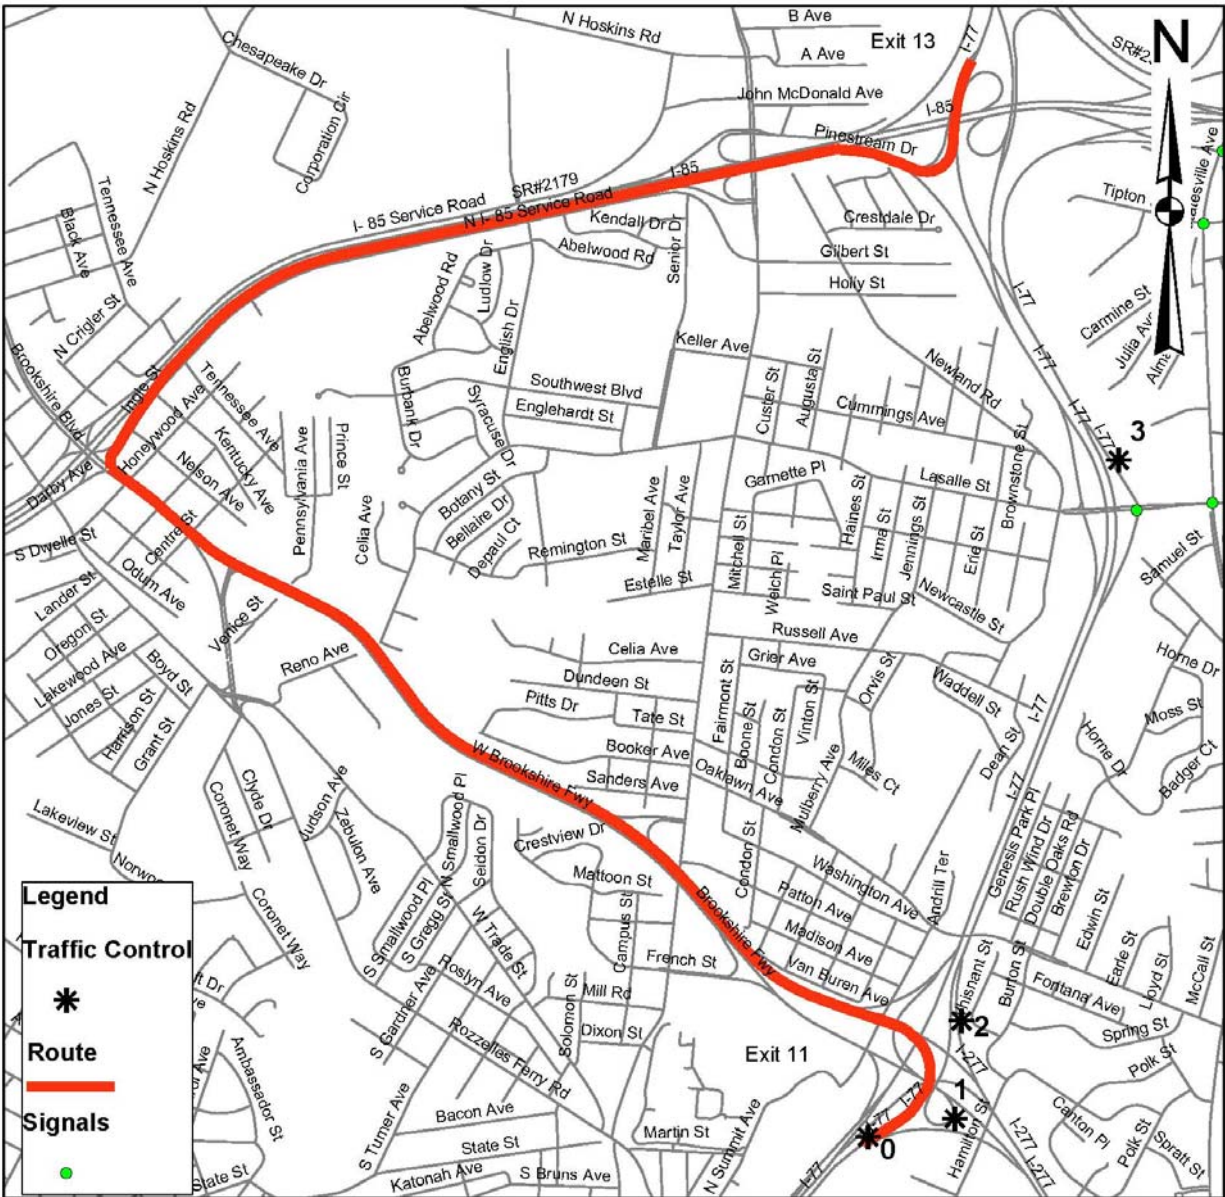 N Hoskins Rd
B Ave
Exit 13
I-77
N
A Ave
Chesapeake Dr
John McDonald Ave
I-85
Corporation Cir
N Hoskins Rd
Pinestream Dr
I-85
SR#2179
I- 85 Service Road
N I- 85 Service Road
Tennessee Ave
Black Ave
Tipton
Kendall Dr
Crestdale Dr
Abelwood Rd
Senior Dr
Gilbert St
Holly St
Abelwood Rd
Ludlow Dr
English Dr
I-77
Carmine St
Julia Ave
N Crigler St
Brookshire Blvd
Keller Ave
I-77
Newland Rd
Ingle St
Tennessee Ave
Honeywood Ave
Burbank Dr
Southwest Blvd
Englehardt St
Syracuse Dr
Custer St
Augusta St
Cummings Ave
I-77
I-77
3
Darby Ave
Kentucky Ave
Nelson Ave
Pennsylvania Ave
Prince St
Garnette Pl
Lasalle St
Brownstone St
Botany St
Bellaire Dr
Depaul Ct
Celia Ave
Maribel Ave
Taylor Ave
Mitchell St
Haines St
Irma St
Jennings St
Erie St
S Dwelle St
Centre St
Odum Ave
Remington St
Estelle St
Welch Pl
Saint Paul St
Newcastle St
Samuel St
Lander St
Oregon St
Venice St
Russell Ave
Lakewood Ave
Boyd St
Reno Ave
Celia Ave
Grier Ave
Orvis St
Horne Dr
Jones St
Harrison St
Grant St
Dundeen St
Pitts Dr
Tate St
Fairmont St
Boone St
Condon St
Vinton St
Waddell St
I-77
Moss St
Horne Dr
Badger Ct
Dean St
Booker Ave
Sanders Ave
Oaklawn Ave
Mulberry Ave
Miles Ct
W Brookshire Fwy
I-77
Clyde Dr
Coronet Way
Judson Ave
Zabulon Ave
N Smallwood Pl
Seldon Dr
Lakeview St
Crestview Dr
Mattoon St
Condon St
Washington Ave
Andrill Ter
Genesis Park Pl
Rush Wind Dr
Double Oaks Rd
Brewton Dr
Legend
Traffic Control
Route
Signals
Coronet Way
S Smallwood Pl
S Gregg St
W Trade St
Campus St
French St
Brookshire Fwy
Patton Ave
Madison Ave
Van Buren Ave
Edwin St
Earle St
Lloyd St
McCall St
Roslyn Ave
S Gardner Ave
Rozzelles Ferry Rd
Solomon St
Mill Rd
Dixon St
Burton St
Fontana Ave
2
Spring St
Polk St
Exit 11
I-277
Ambassador St
S Turner Ave
Bacon Ave
State St
Katonah Ave
S Bruns Ave
Martin St
N Summit Ave
I-77
I-77
0
1
Hamilton St
I-77
I-277
I-277
Canton Pl
Polk St
Spratt St
State St